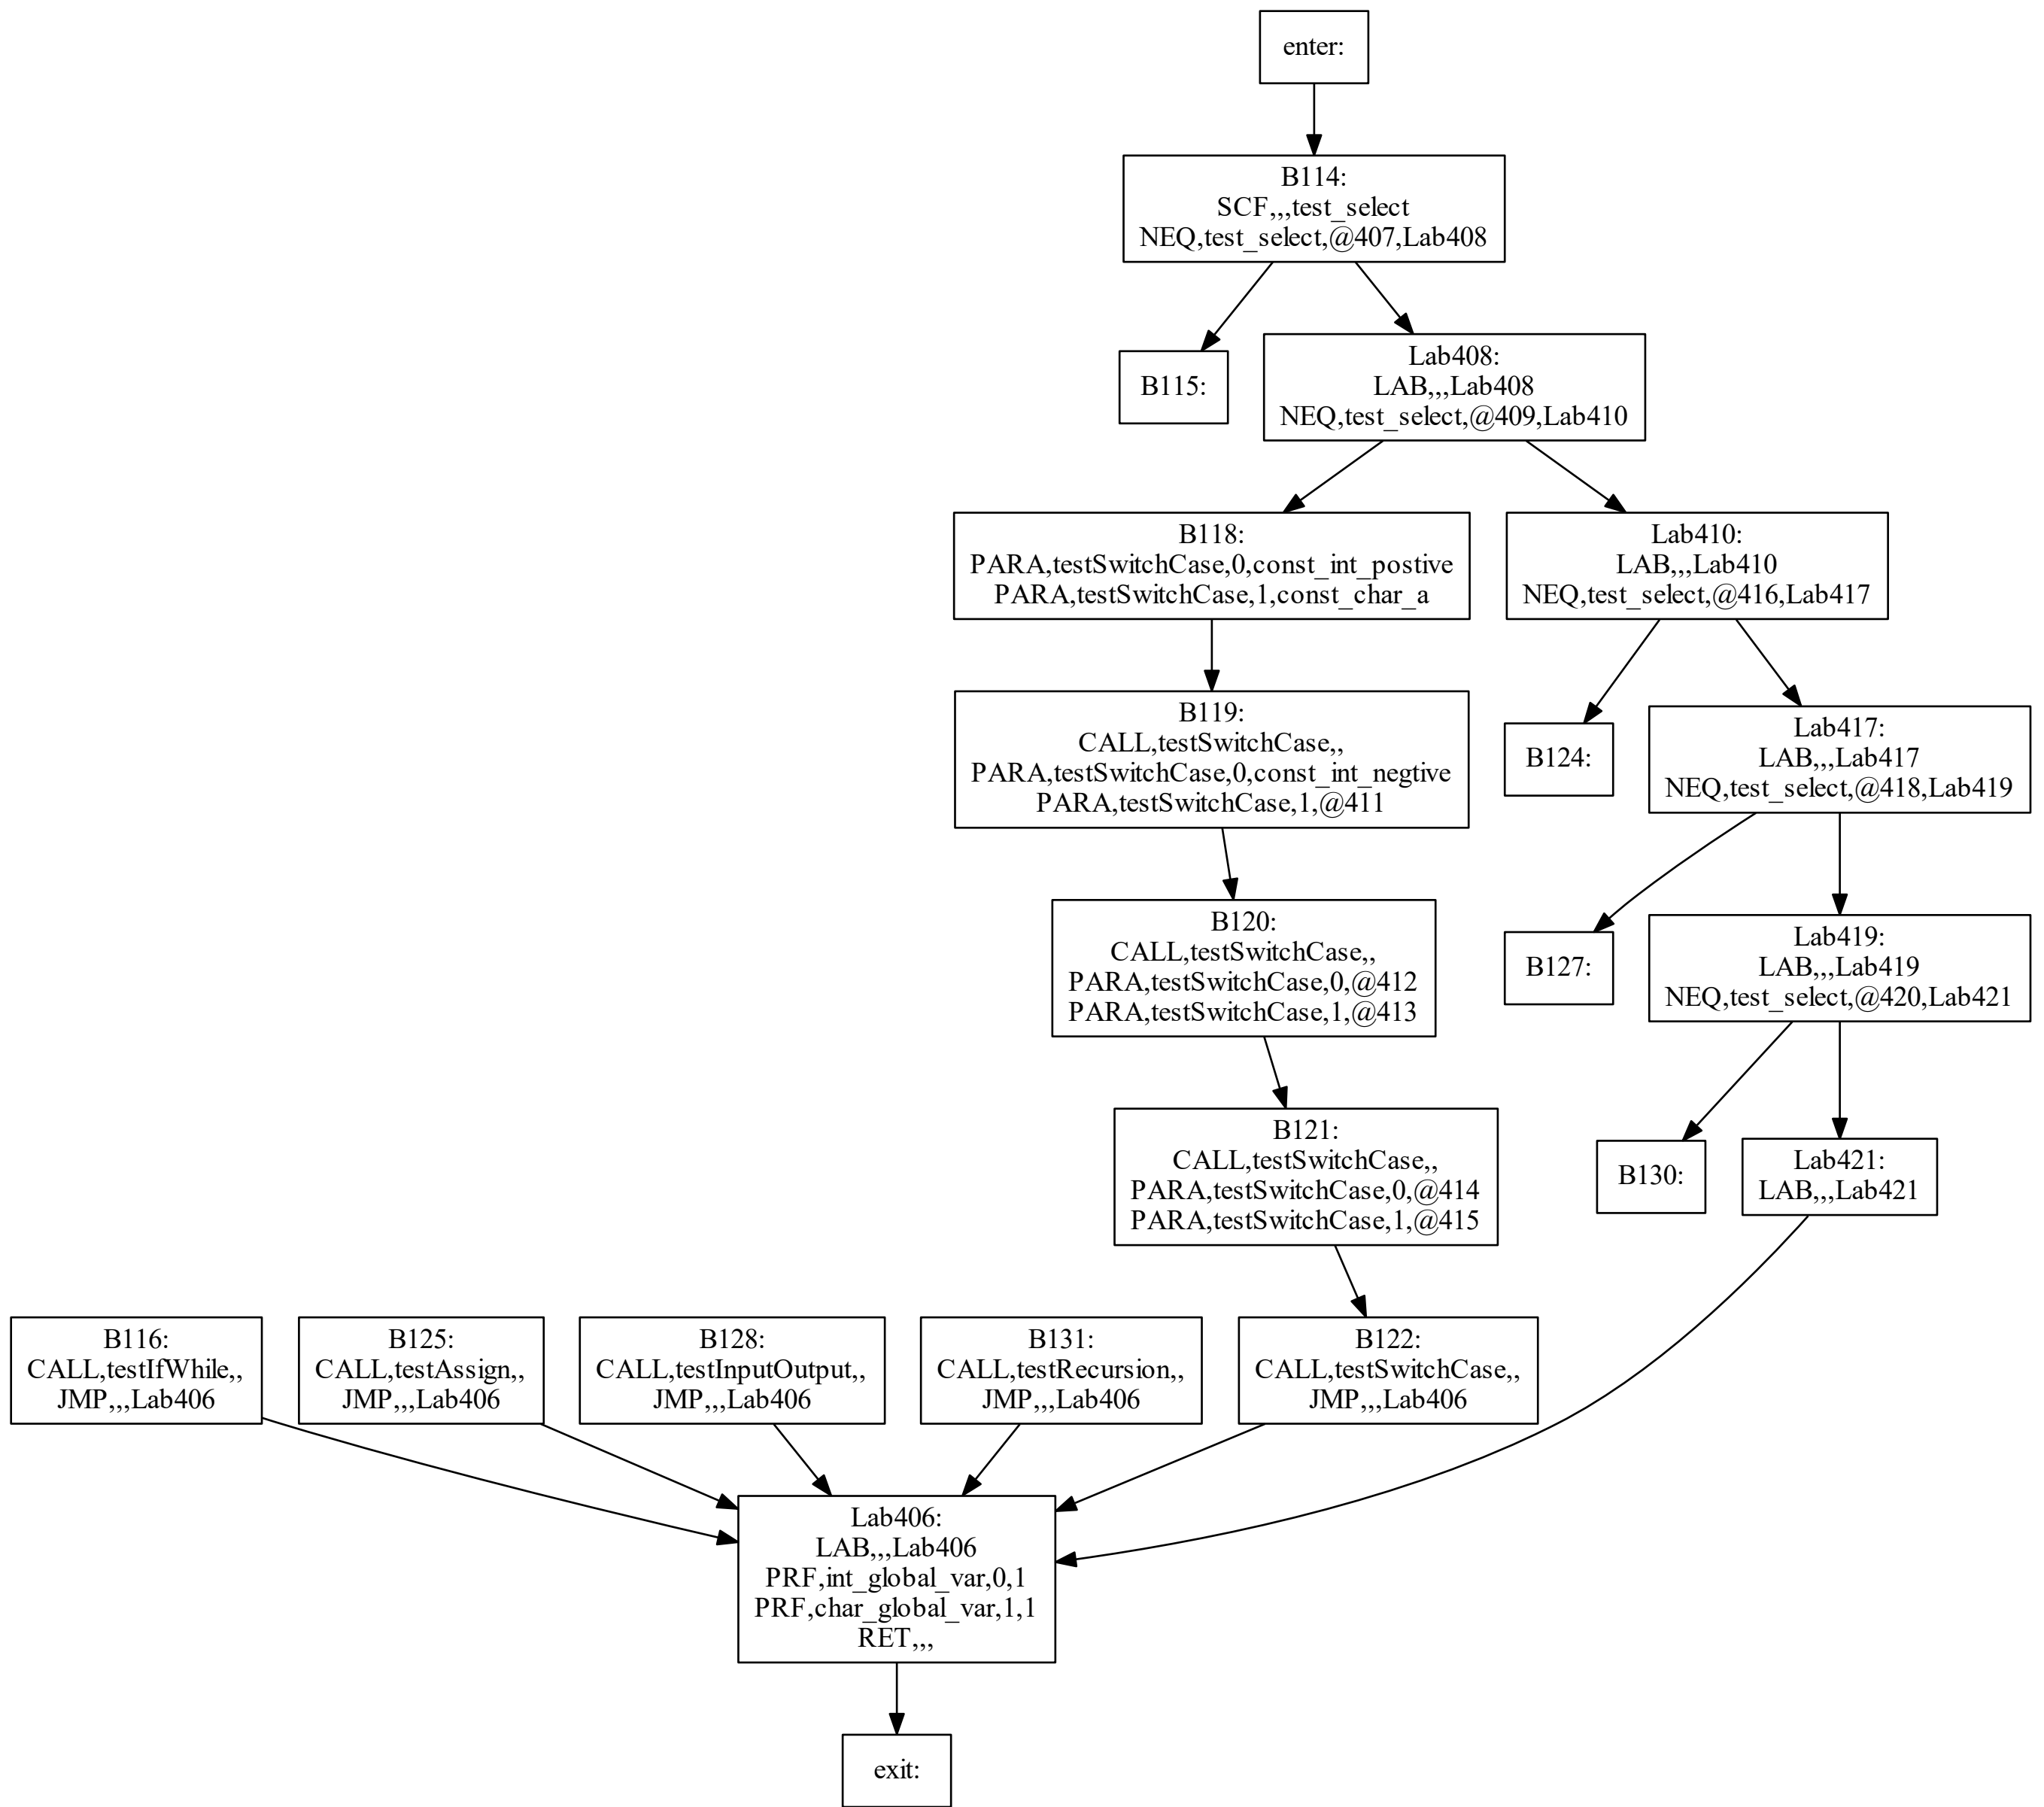 enter:
B114:
SCF,,,test_select
NEQ,test_select,@407,Lab408
B115:
Lab408:
LAB,,,Lab408
NEQ,test_select,@409,Lab410
B118:
PARA,testSwitchCase,0,const_int_postive
PARA,testSwitchCase,1,const_char_a
Lab410:
LAB,,,Lab410
NEQ,test_select,@416,Lab417
B119:
CALL,testSwitchCase,,
PARA,testSwitchCase,0,const_int_negtive
PARA,testSwitchCase,1,@411
B124:
Lab417:
LAB,,,Lab417
NEQ,test_select,@418,Lab419
B120:
CALL,testSwitchCase,,
PARA,testSwitchCase,0,@412
PARA,testSwitchCase,1,@413
B127:
Lab419:
LAB,,,Lab419
NEQ,test_select,@420,Lab421
B121:
CALL,testSwitchCase,,
PARA,testSwitchCase,0,@414
PARA,testSwitchCase,1,@415
B130:
Lab421:
LAB,,,Lab421
B116:
CALL,testIfWhile,,
JMP,,,Lab406
B125:
CALL,testAssign,,
JMP,,,Lab406
B128:
CALL,testInputOutput,,
JMP,,,Lab406
B131:
CALL,testRecursion,,
JMP,,,Lab406
B122:
CALL,testSwitchCase,,
JMP,,,Lab406
Lab406:
LAB,,,Lab406
PRF,int_global_var,0,1
PRF,char_global_var,1,1
RET,,,
exit: